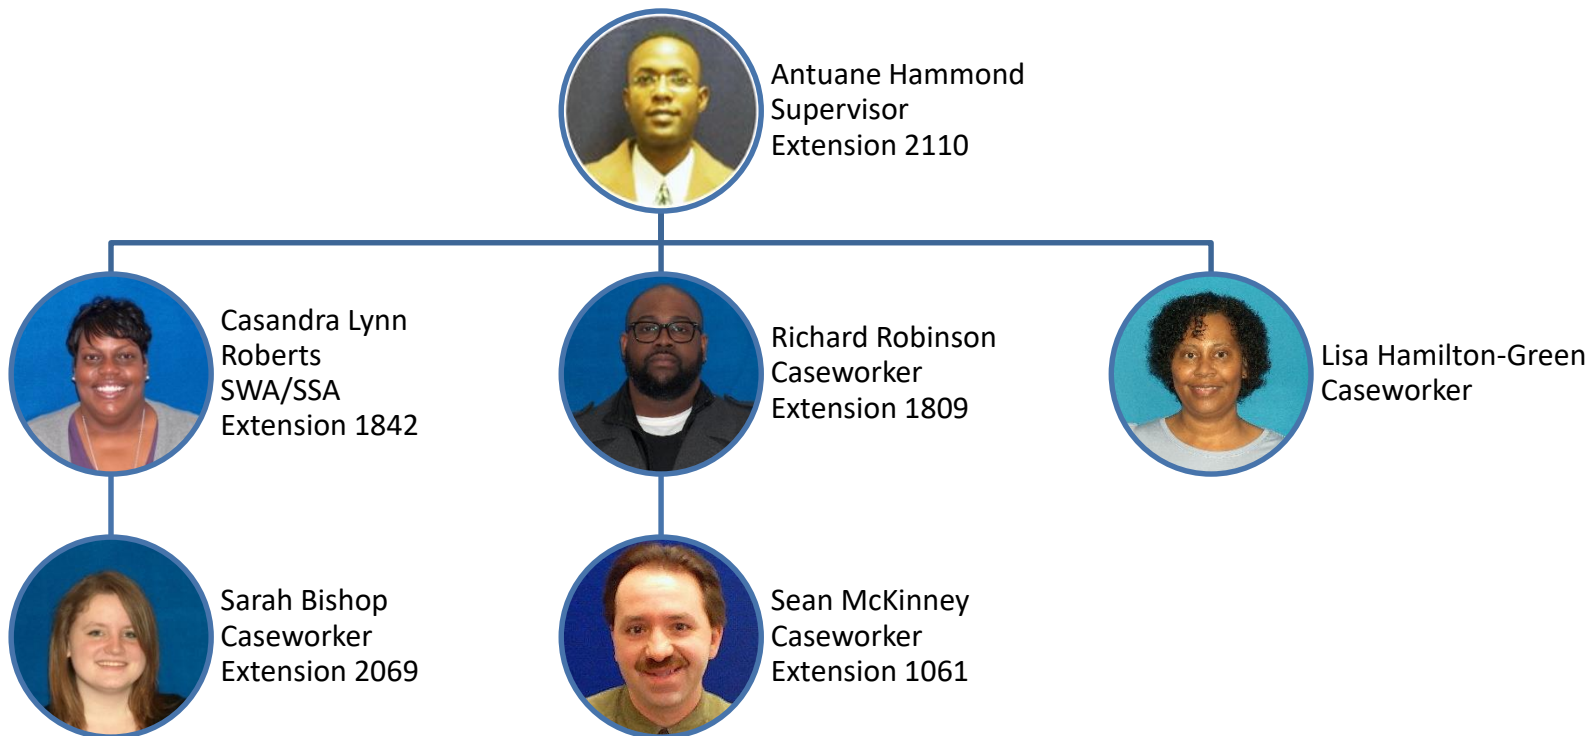 Antuane Hammond
Supervisor
Extension 2110
Casandra Lynn
Roberts
SWA/SSA
Extension 1842
Richard Robinson
Caseworker
Extension 1809
Lisa Hamilton-Green
Caseworker
Sarah Bishop
Caseworker
Extension 2069
Sean McKinney
Caseworker
Extension 1061